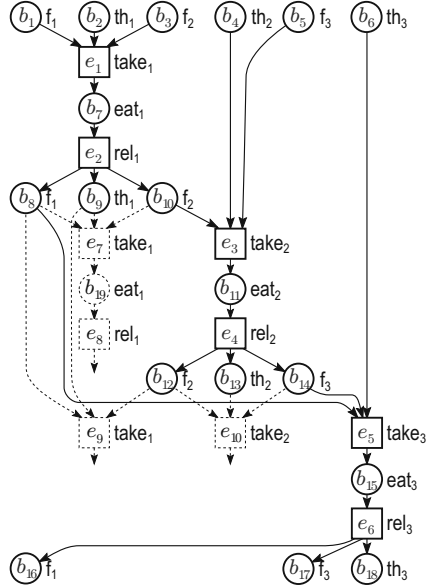 b₁ f₁ b₂ th₁ b₃ f₂ b₄ th₂ b₅ f₃ b₆ th₃
e₁ take₁
b₇ eat₁
e₂ rel₁
b₈ f₁ b₉ th₁ b₁₀ f₂
e₇ take₁ e₃ take₂
b₁₉ eat₁ b₁₁ eat₂
e₈ rel₁ e₄ rel₂
b₁₂ f₂ b₁₃ th₂ b₁₄ f₃
e₉ take₁ e₁₀ take₂ e₅ take₃
b₁₅ eat₃
e₆ rel₃
b₁₆ f₁ b₁₇ f₃ b₁₈ th₃